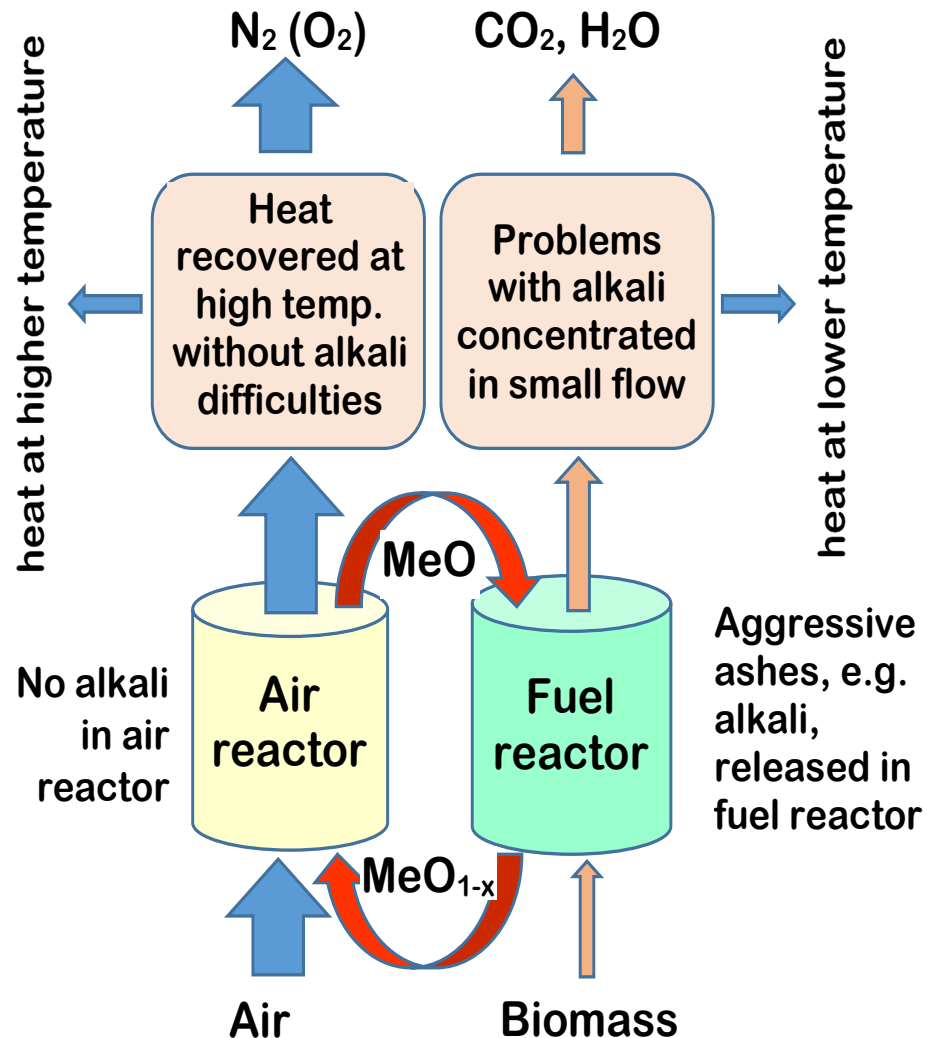 N₂ (O₂)
CO₂, H₂O
heat at higher temperature
Heat
recovered at
high temp.
without alkali
difficulties
Problems
with alkali
concentrated
in small flow
heat at lower temperature
MeO
No alkali
in air
reactor
Air
reactor
Fuel
reactor
Aggressive
ashes, e.g.
alkali,
released in
fuel reactor
MeO₁₋ₓ
Air
Biomass